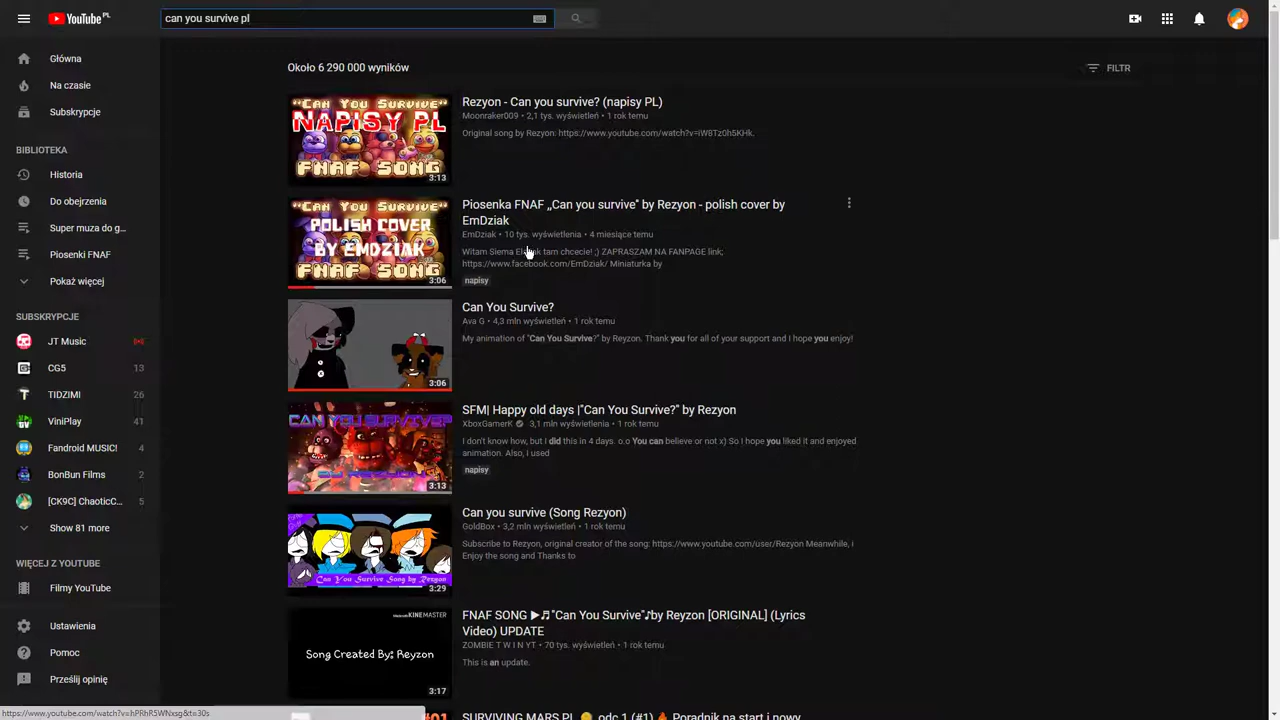 YouTube PL
can you survive pl
Główna
Na czasie
Subskrypcje
BIBLIOTEKA
Historia
Do obejrzenia
Super muza do g...
Piosenki FNAF
Pokaż więcej
SUBSKRYPCJE
JT Music
CG5 13
TIDZIMI 26
ViniPlay 41
Fandroid MUSIC! 4
BonBun Films 2
[CK9C] ChaoticC... 5
Show 81 more
WIĘCEJ Z YOUTUBE
Filmy YouTube
Ustawienia
Pomoc
Prześlij opinię
Około 6 290 000 wyników
FILTR
"CAN YOU SURVIVE"
NAPISY PL
FNAF SONG
3:13
Rezyon - Can you survive? (napisy PL)
Moonraker009 • 2,1 tys. wyświetleń • 1 rok temu
Original song by Rezyon: https://www.youtube.com/watch?v=iW8Tz0h5KHk.
"CAN YOU SURVIVE"
POLISH COVER
BY EMDZIAK
FNAF SONG
3:06
Piosenka FNAF „Can you survive" by Rezyon - polish cover by
EmDziak
EmDziak • 10 tys. wyświetlenia • 4 miesiące temu
Witam Siema tam chcecie! ;) ZAPRASZAM NA FANPAGE link;
https://www.facebook.com/EmDziak/ Miniaturka by
napisy
3:06
Can You Survive?
Ava G • 4,3 mln wyświetleń • 1 rok temu
My animation of "Can You Survive?" by Rezyon. Thank you for all of your support and I hope you enjoy!
CAN YOU SURVIVE?
3:13
SFM| Happy old days |"Can You Survive?" by Rezyon
XboxGamerK • 3,1 mln wyświetleń • 1 rok temu
I don't know how, but I did this in 4 days. o.o You can believe or not x) So I hope you liked it and enjoyed
animation. Also, i used
napisy
Can You Survive Song by Rezyon
3:29
Can you survive (Song Rezyon)
GoldBox • 3,2 mln wyświetleń • 1 rok temu
Subscribe to Rezyon, original creator of the song: https://www.youtube.com/user/Rezyon Meanwhile, i
Enjoy the song and Thanks to
KINEMASTER
Song Created By: Reyzon
3:17
FNAF SONG ►♬"Can You Survive"♪by Reyzon [ORIGINAL] (Lyrics
Video) UPDATE
ZOMBIE T W I N YT • 70 tys. wyświetleń • 1 rok temu
This is an update.
#01
SURVIVING MARS PL odc.1 (#1) Poradnik na start i nowy
https://www.youtube.com/watch?v=hPRhR5WNxsg&t=30s